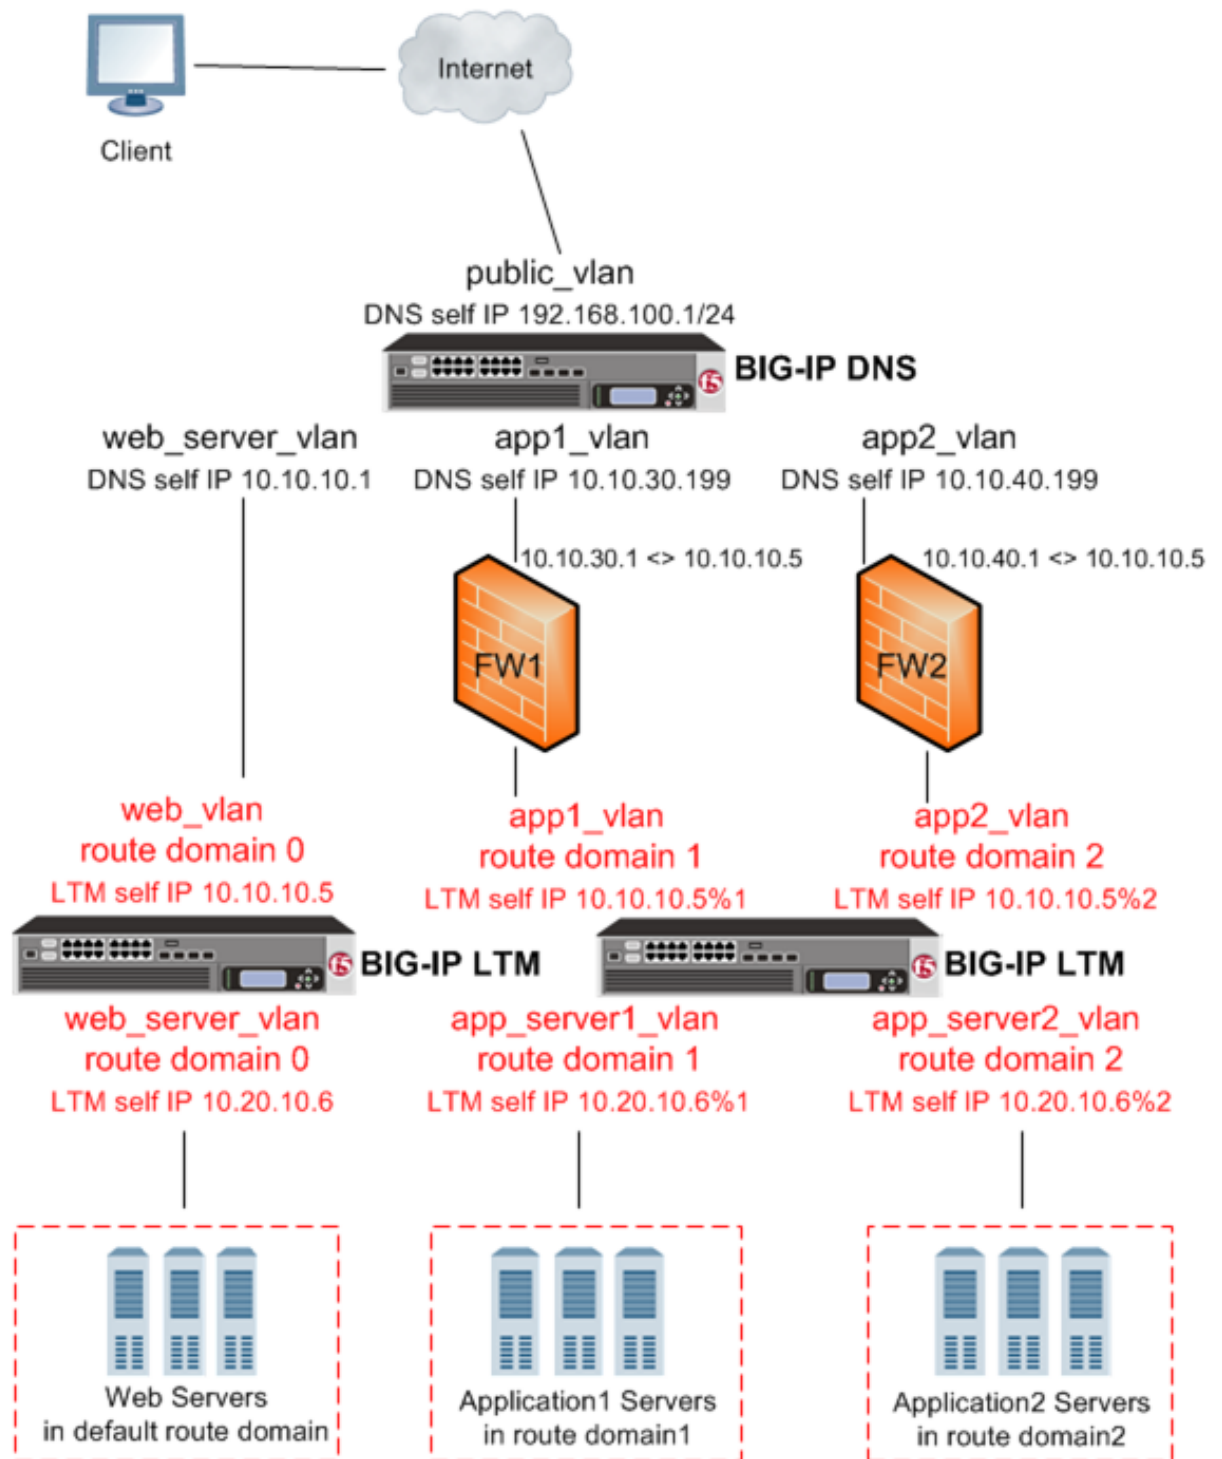 Internet
Client
public_vlan
DNS self IP 192.168.100.1/24
f5
BIG-IP DNS
web_server_vlan
DNS self IP 10.10.10.1
app1_vlan
DNS self IP 10.10.30.199
app2_vlan
DNS self IP 10.10.40.199
10.10.30.1 <> 10.10.10.5
10.10.40.1 <> 10.10.10.5
FW1
FW2
web_vlan
route domain 0
LTM self IP 10.10.10.5
app1_vlan
route domain 1
LTM self IP 10.10.10.5%1
app2_vlan
route domain 2
LTM self IP 10.10.10.5%2
f5
BIG-IP LTM
f5
BIG-IP LTM
web_server_vlan
route domain 0
LTM self IP 10.20.10.6
app_server1_vlan
route domain 1
LTM self IP 10.20.10.6%1
app_server2_vlan
route domain 2
LTM self IP 10.20.10.6%2
Web Servers
in default route domain
Application1 Servers
in route domain1
Application2 Servers
in route domain2